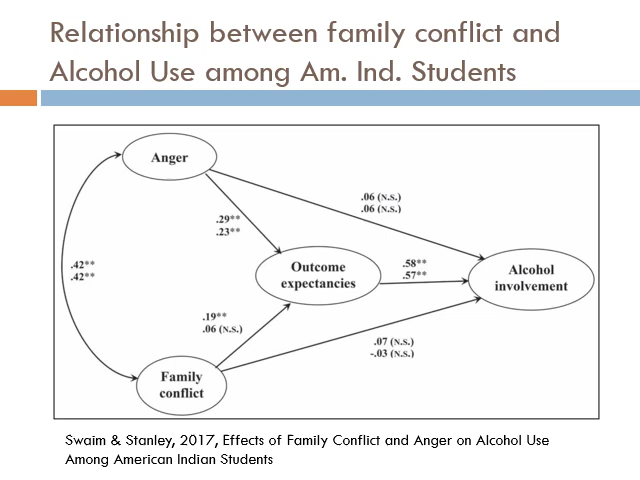 Relationship between family conflict and
Alcohol Use among Am. Ind. Students
Anger
.06 (N.S.)
.06 (N.S.)
.29**
.23**
.42**
.42**
Outcome
expectancies
.58**
.57**
Alcohol
involvement
.19**
.06 (N.S.)
.07 (N.S.)
-.03 (N.S.)
Family
conflict
Swaim & Stanley, 2017, Effects of Family Conflict and Anger on Alcohol Use
Among American Indian Students